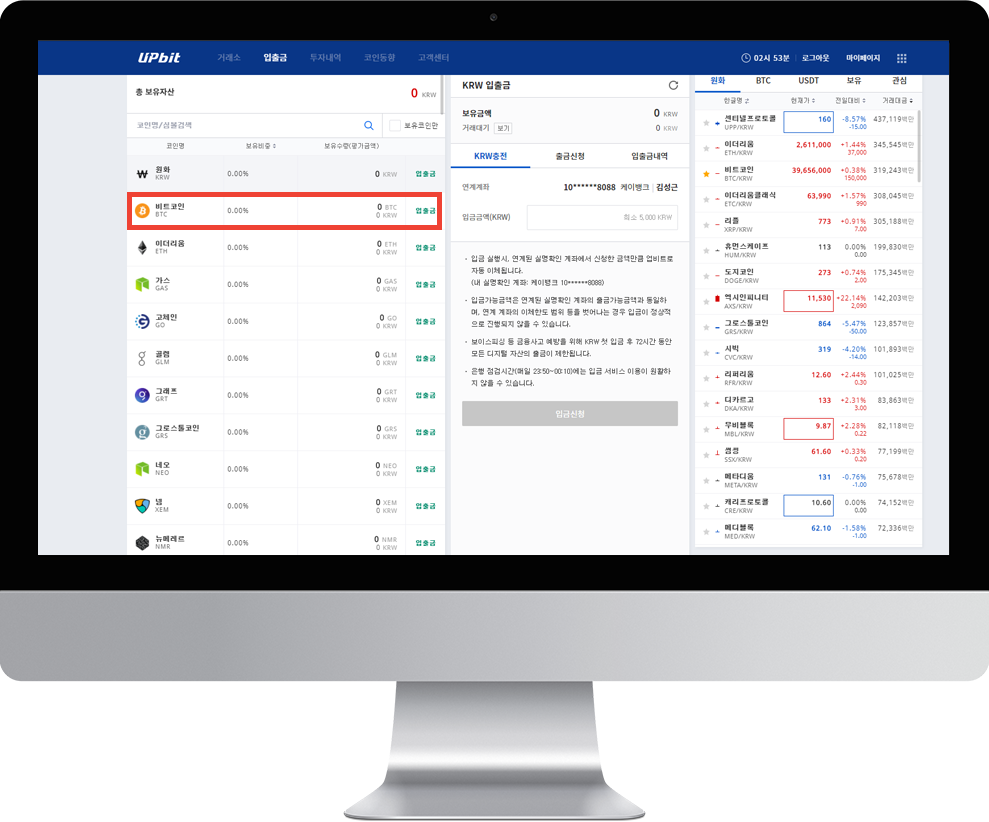 UPbit 거래소 입출금 투자내역 코인동향 고객센터 02시 53분 로그아웃 마이페이지
총 보유자산 0 KRW
코인명/심볼검색 보유코인만
코인명 보유비중 보유수량(평가금액)
₩ 원화 0.00% 0 KRW 입출금
KRW
비트코인 0.00% 0 BTC 입출금
BTC 0 KRW
이더리움 0.00% 0 ETH 입출금
ETH 0 KRW
가스 0.00% 0 GAS 입출금
GAS 0 KRW
고체인 0.00% 0 GO 입출금
GO 0 KRW
골렘 0.00% 0 GLM 입출금
GLM 0 KRW
그래프 0.00% 0 GRT 입출금
GRT 0 KRW
그로스톨코인 0.00% 0 GRS 입출금
GRS 0 KRW
네오 0.00% 0 NEO 입출금
NEO 0 KRW
넴 0.00% 0 XEM 입출금
XEM 0 KRW
뉴메레르 0.00% 0 NMR 입출금
NMR 0 KRW
KRW 입출금
보유금액 0 KRW
거래대기 보기 0 KRW
KRW충전 출금신청 입출금내역
연계계좌 10******8088 케이뱅크 | 김성근
입금금액(KRW) 최소 5,000 KRW
· 입금 실행시, 연계된 실명확인 계좌에서 신청한 금액만큼 업비트로
자동 이체됩니다.
(내 실명확인 계좌: 케이뱅크 10******8088)
· 입금가능금액은 연계된 실명확인 계좌의 출금가능금액과 동일하
며, 연계 계좌의 이체한도 범위 등을 벗어나는 경우 입금이 정상적
으로 진행되지 않을 수 있습니다.
· 보이스피싱 등 금융사고 예방을 위해 KRW 첫 입금 후 72시간 동안
모든 디지털 자산의 출금이 제한됩니다.
· 은행 점검시간(매일 23:50~00:10)에는 입금 서비스 이용이 원활하
지 않을 수 있습니다.
입금신청
원화 BTC USDT 보유 관심
한글명 현재가 전일대비 거래대금
센티넬프로토콜 160 -8.57% 437,119백만
UPP/KRW -15.00
이더리움 2,611,000 +1.44% 345,545백만
ETH/KRW 37,000
비트코인 39,656,000 +0.38% 319,243백만
BTC/KRW 150,000
이더리움클래식 63,990 +1.57% 309,045백만
ETC/KRW 990
리플 773 +0.91% 305,188백만
XRP/KRW 7.00
휴먼스케이프 113 0.00% 199,830백만
HUM/KRW 0.00
도지코인 273 +0.74% 175,345백만
DOGE/KRW 2.00
엑시인피니티 11,530 +22.14% 142,203백만
AXS/KRW 2,090
그로스톨코인 864 -5.47% 123,857백만
GRS/KRW -50.00
시빅 319 -4.20% 101,893백만
CVC/KRW -14.00
리퍼리움 12.60 +2.44% 101,025백만
RFR/KRW 0.30
디카르고 133 +2.31% 83,863백만
DKA/KRW 3.00
무비블록 9.87 +2.28% 82,118백만
MBL/KRW 0.22
썸씽 61.60 +0.33% 77,199백만
SSX/KRW 0.20
메타디움 131 -0.76% 75,678백만
META/KRW -1.00
캐리프로토콜 10.60 0.00% 74,152백만
CRE/KRW 0.00
메디블록 62.10 -1.58% 72,336백만
MED/KRW -1.00